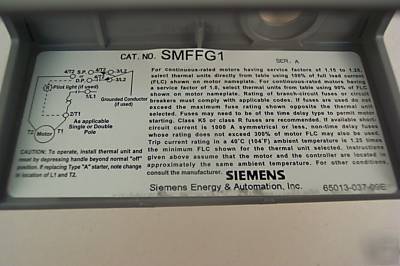 CAT. NO. SMFFG1
SER. A
For continuous-rated motors having service factors of 1.15 to 1.25,
select thermal units directly from table using 100% of full load current
(FLC) shown on motor nameplate. For continuous-rated motors having
a service factor of 1.0, select thermal units using 90% of FLC
shown on motor nameplate. Rating of branch-circuit fuses or circuit
breakers must comply with applicable codes. If fuses are used do not
exceed the maximum fuse rating shown opposite the thermal unit
selected. Fuses may need to be of the time delay type to permit motor
starting. Class K5 or class R fuses are recommended. If available short-
circuit current is 1000 A symmetrical or less, non-time delay fuses
whose rating does not exceed 300% of motor FLC may also be used.
Trip current rating in a 40°C (104°F) ambient temperature is 1.25 times
the minimum FLC shown for the thermal unit selected. Instructions
given above assume that the motor and the controller are located in
approximately the same ambient temperature. For other conditions,
consult the manufacturer.
4/T2
S.P.
3/L2
D.P.
Pilot light (if used)
1/L1
Grounded Conductor
(if used)
2/T1
As applicable
Single or Double
Pole
T2
T1
Motor
CAUTION: To operate, install thermal unit and
reset by depressing handle beyond normal "off"
position. If replacing Type "A" starter, note change
in location of L1 and T2.
SIEMENS
Siemens Energy & Automation, Inc.
65013-037-09E